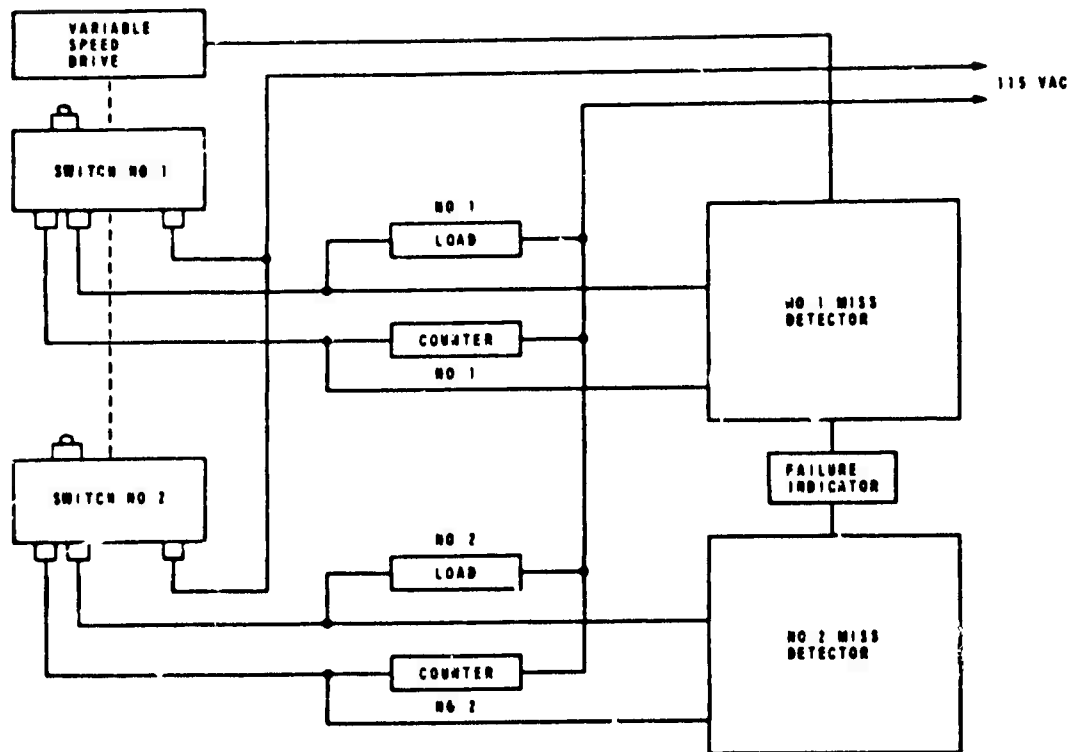 VARIABLE
SPEED
DRIVE
115 VAC
SWITCH NO 1
NO 1
LOAD
NO 1 MISS
DETECTOR
COUNTER
NO 1
FAILURE
INDICATOR
SWITCH NO 2
NO 2
LOAD
NO 2 MISS
DETECTOR
COUNTER
NO 2